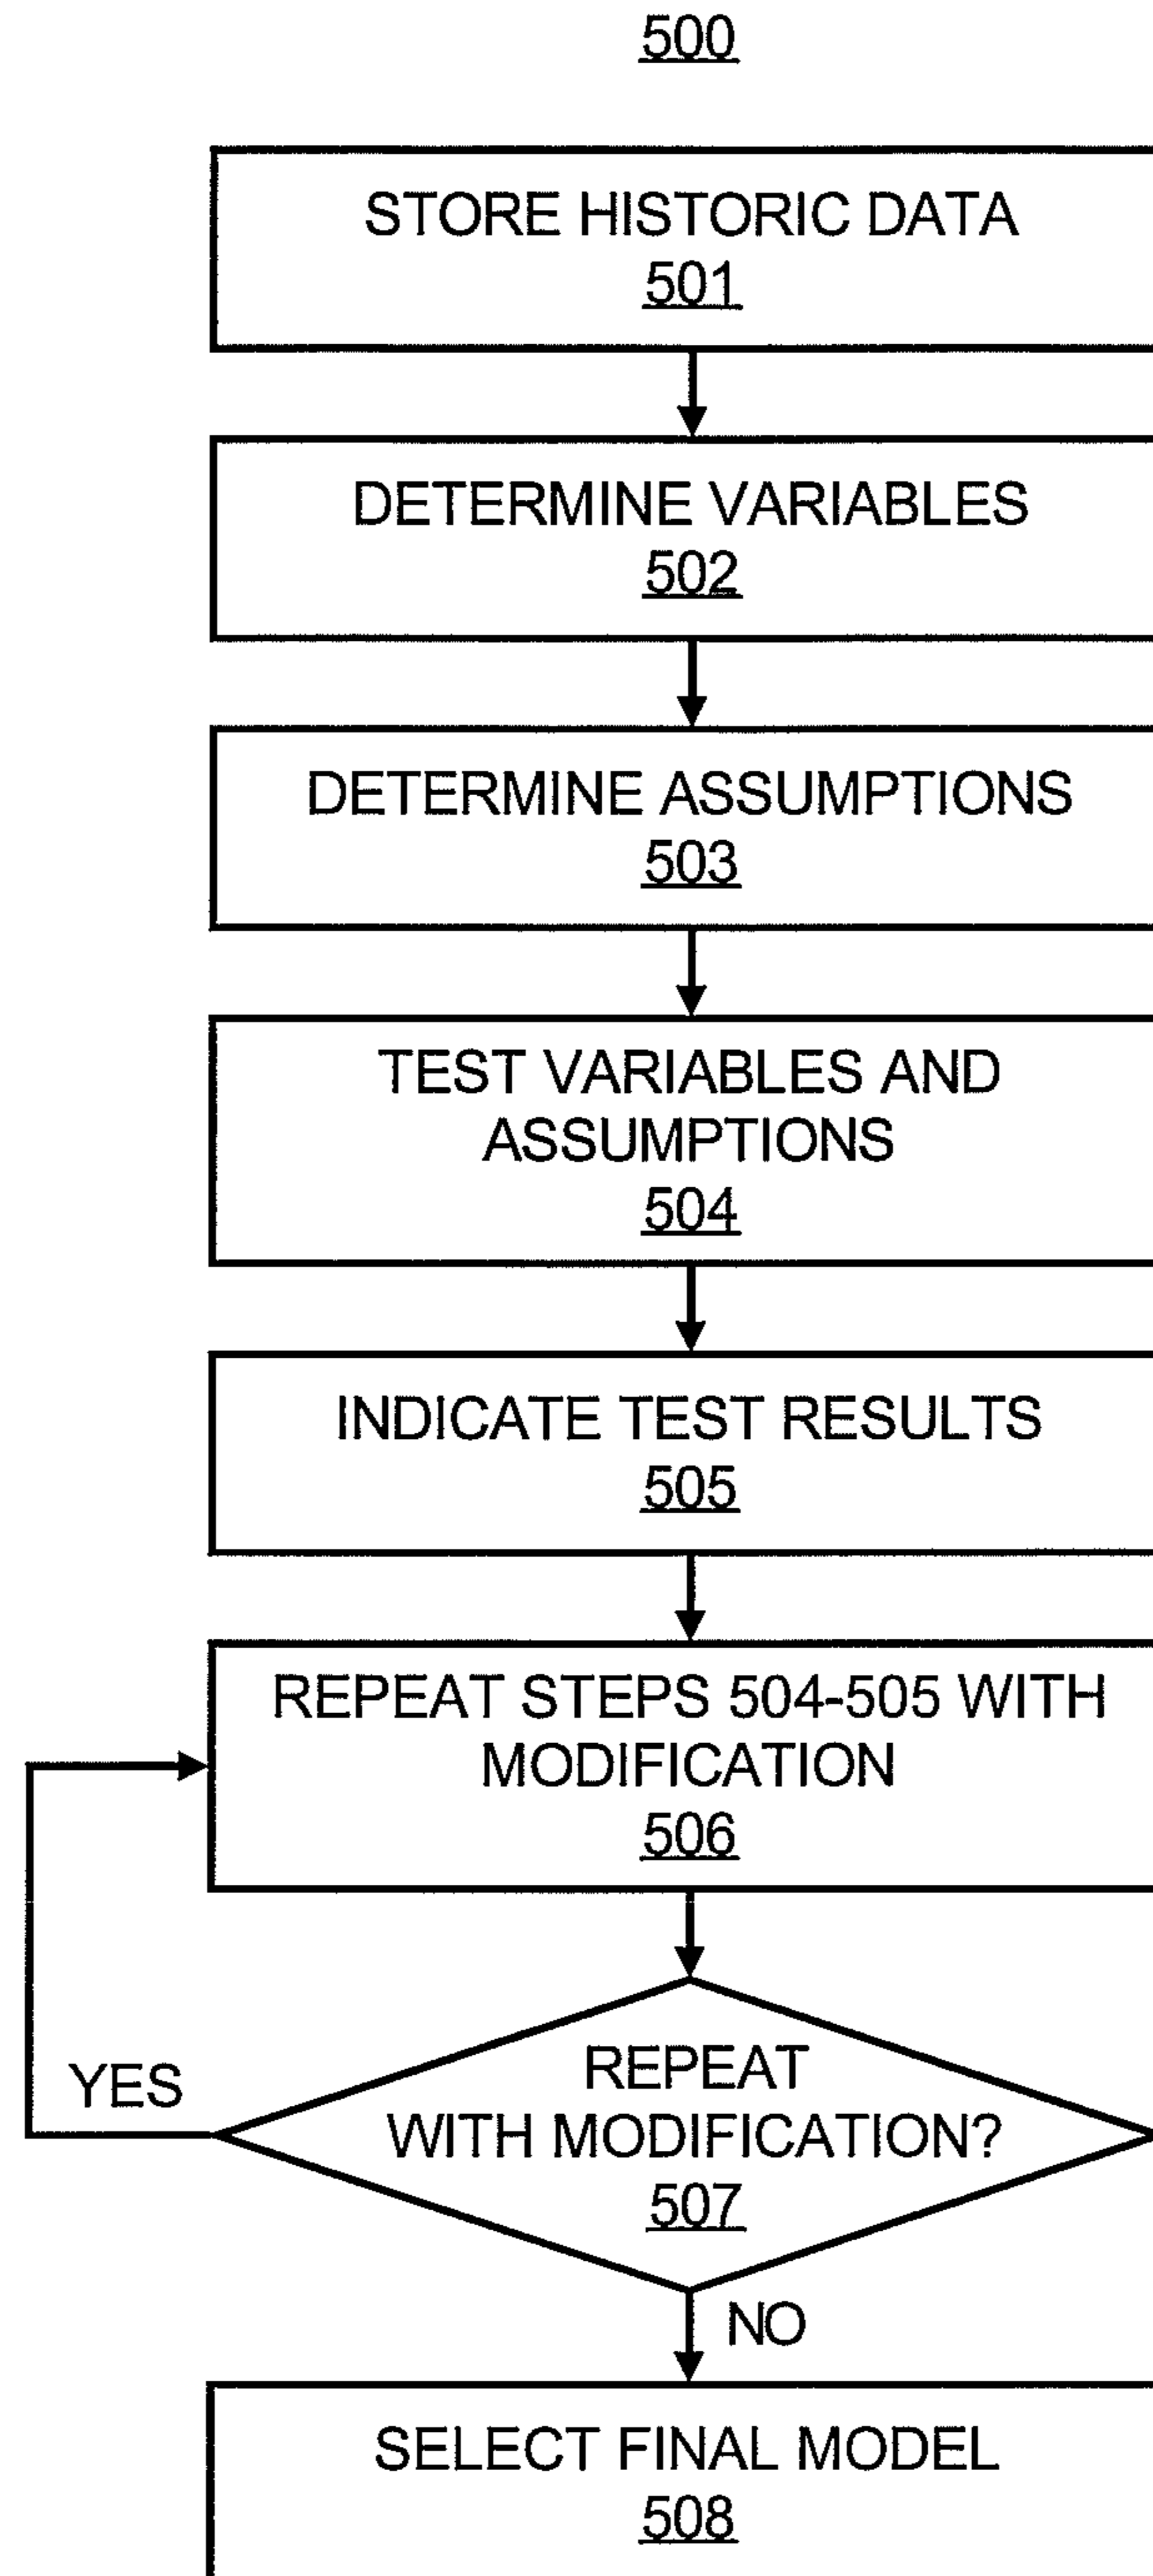 500
STORE HISTORIC DATA
501
DETERMINE VARIABLES
502
DETERMINE ASSUMPTIONS
503
TEST VARIABLES AND
ASSUMPTIONS
504
INDICATE TEST RESULTS
505
REPEAT STEPS 504-505 WITH
MODIFICATION
506
REPEAT
WITH MODIFICATION?
507
YES
NO
SELECT FINAL MODEL
508